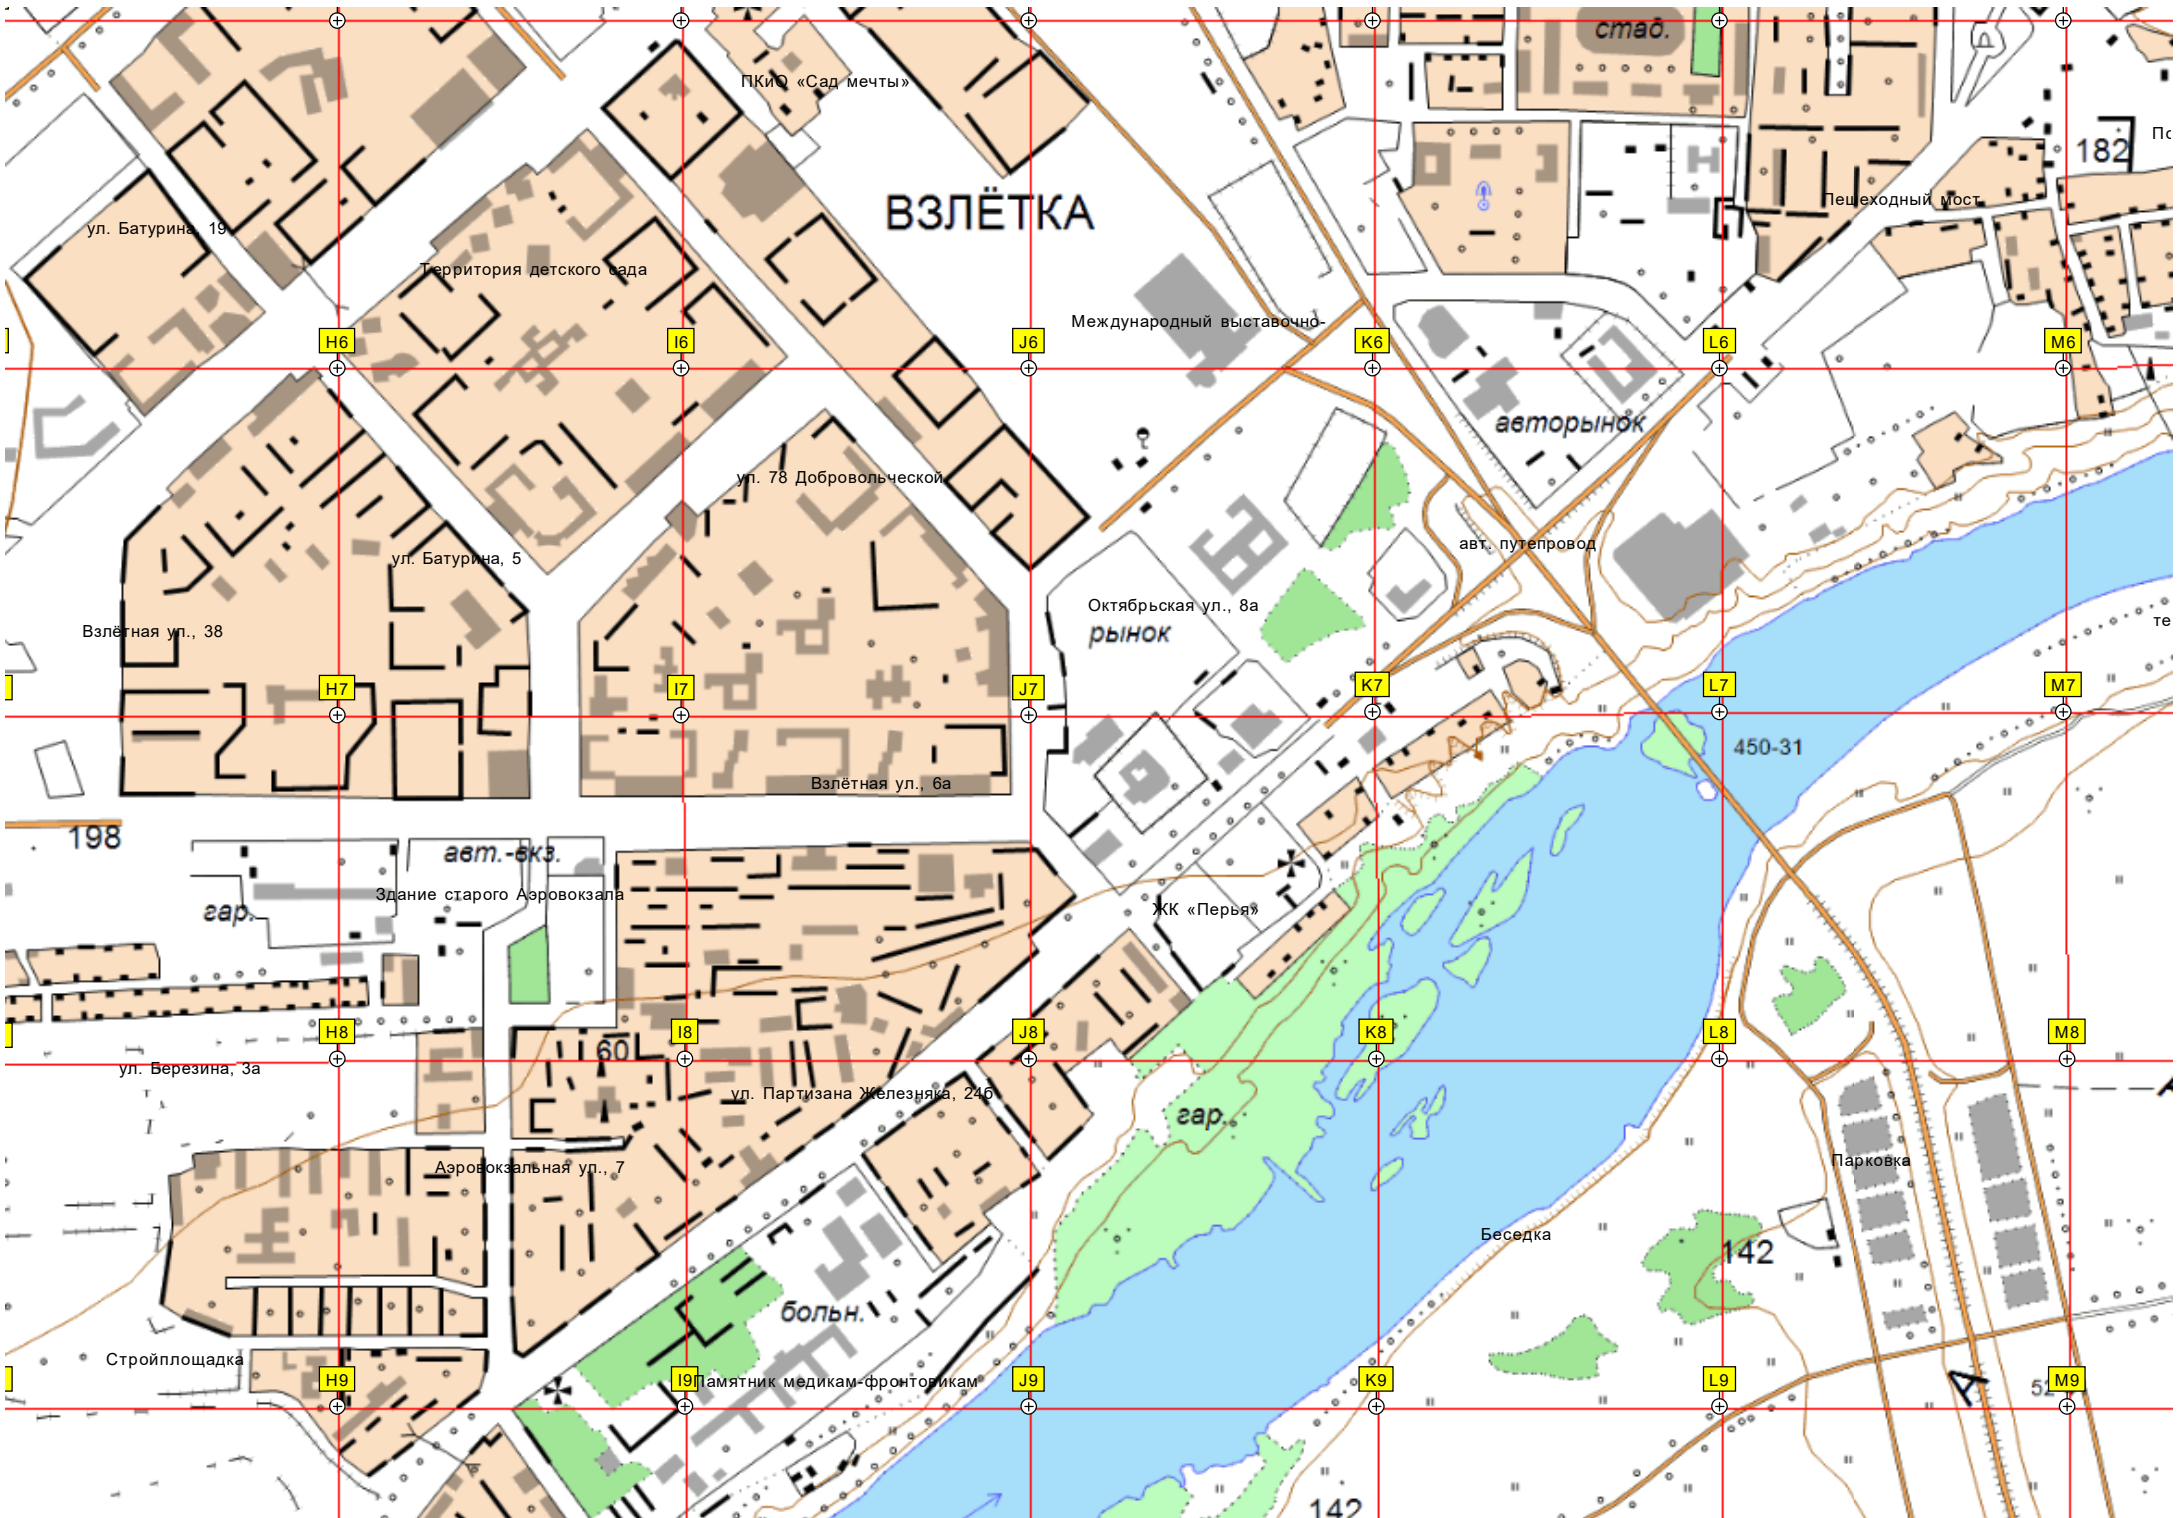 стад.
ПКиО «Сад мечты»
182
По
Пешеходный мост
ВЗЛЁТКА
ул. Батурина, 19
Территория детского сада
Международный выставочно-
H6
I6
J6
K6
L6
M6
авторынок
ул. 78 Добровольческой
авт. путепровод
ул. Батурина, 5
Октябрьская ул., 8а
рынок
Взлётная ул., 38
те
H7
I7
J7
K7
L7
M7
450-31
Взлётная ул., 6а
198
авт.-вкз.
Здание старого Аэровокзала
гар.
ЖК «Перья»
H8
I8
J8
K8
L8
M8
60
ул. Березина, 3а
ул. Партизана Железняка, 24б
гар.
Аэровокзальная ул., 7
Парковка
Беседка
142
больн.
Стройплощадка
H9
I9
Памятник медикам-фронтовикам
J9
K9
L9
M9
А
52
142